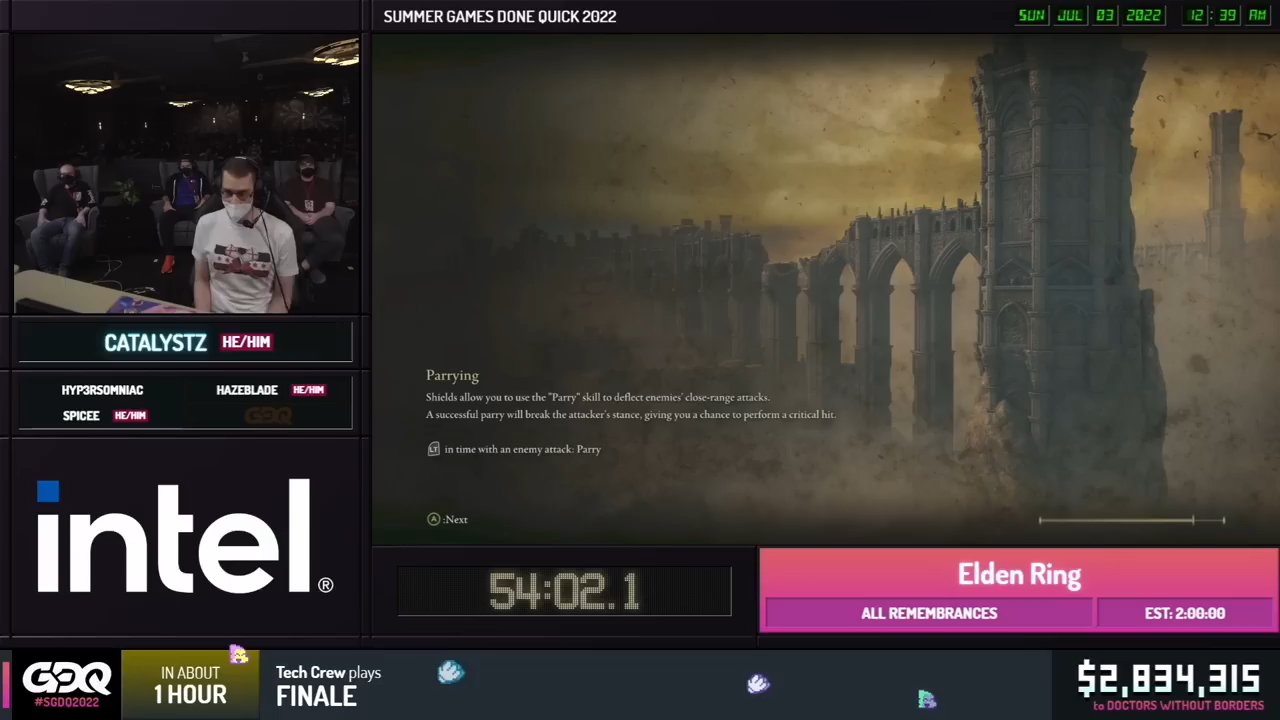 SUMMER GAMES DONE QUICK 2022
SUN JUL 03 2022 12:39 AM
CATALYSTZ HE/HIM
HYP3RSOMNIAC
HAZEBLADE HE/HIM
SPICEE HE/HIM
GDQ
intel®
Parrying
Shields allow you to use the "Parry" skill to deflect enemies' close-range attacks.
A successful parry will break the attacker's stance, giving you a chance to perform a critical hit.
LT in time with an enemy attack: Parry
A :Next
54:02.1
Elden Ring
ALL REMEMBRANCES
EST: 2:00:00
GDQ
#SGDQ2022
IN ABOUT
1 HOUR
Tech Crew plays
FINALE
$2,834,315
to DOCTORS WITHOUT BORDERS